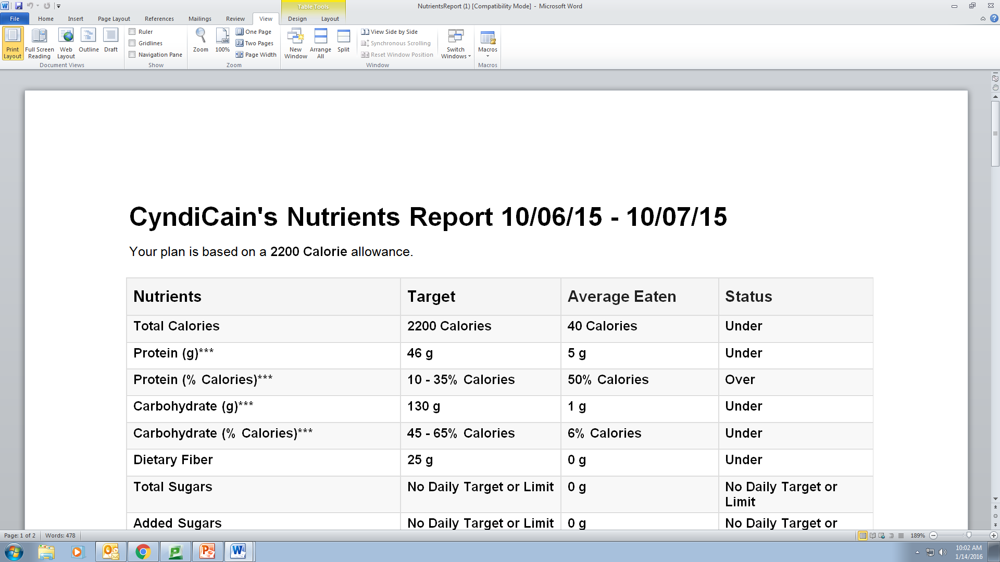 Table Tools
NutrientsReport (1) [Compatibility Mode] - Microsoft Word
File Home Insert Page Layout References Mailings Review View Design Layout
Print Layout
Full Screen Reading
Web Layout
Outline
Draft
Document Views
Ruler
Gridlines
Navigation Pane
Show
Zoom
100%
One Page
Two Pages
Page Width
Zoom
New Window
Arrange All
Split
View Side by Side
Synchronous Scrolling
Reset Window Position
Window
Switch Windows
Macros
Macros
CyndiCain's Nutrients Report 10/06/15 - 10/07/15
Your plan is based on a 2200 Calorie allowance.
Nutrients Target Average Eaten Status
Total Calories 2200 Calories 40 Calories Under
Protein (g)*** 46 g 5 g Under
Protein (% Calories)*** 10 - 35% Calories 50% Calories Over
Carbohydrate (g)*** 130 g 1 g Under
Carbohydrate (% Calories)*** 45 - 65% Calories 6% Calories Under
Dietary Fiber 25 g 0 g Under
Total Sugars No Daily Target or Limit 0 g No Daily Target or
Limit
Added Sugars No Daily Target or Limit 0 g No Daily Target or
Page: 1 of 2 Words: 478 189%
10:02 AM
1/14/2016